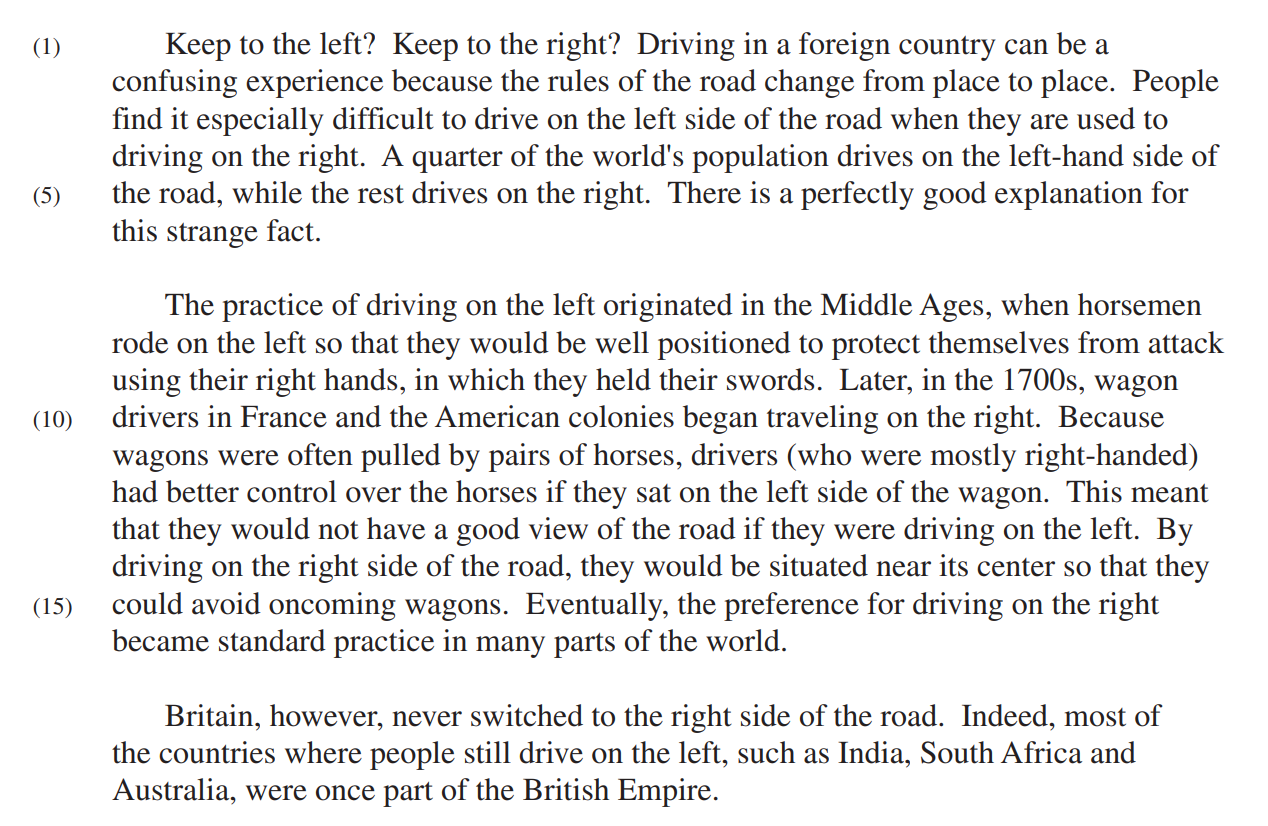 (1) Keep to the left? Keep to the right? Driving in a foreign country can be a
confusing experience because the rules of the road change from place to place. People
find it especially difficult to drive on the left side of the road when they are used to
driving on the right. A quarter of the world's population drives on the left-hand side of
(5) the road, while the rest drives on the right. There is a perfectly good explanation for
this strange fact.
The practice of driving on the left originated in the Middle Ages, when horsemen
rode on the left so that they would be well positioned to protect themselves from attack
using their right hands, in which they held their swords. Later, in the 1700s, wagon
(10) drivers in France and the American colonies began traveling on the right. Because
wagons were often pulled by pairs of horses, drivers (who were mostly right-handed)
had better control over the horses if they sat on the left side of the wagon. This meant
that they would not have a good view of the road if they were driving on the left. By
driving on the right side of the road, they would be situated near its center so that they
(15) could avoid oncoming wagons. Eventually, the preference for driving on the right
became standard practice in many parts of the world.
Britain, however, never switched to the right side of the road. Indeed, most of
the countries where people still drive on the left, such as India, South Africa and
Australia, were once part of the British Empire.